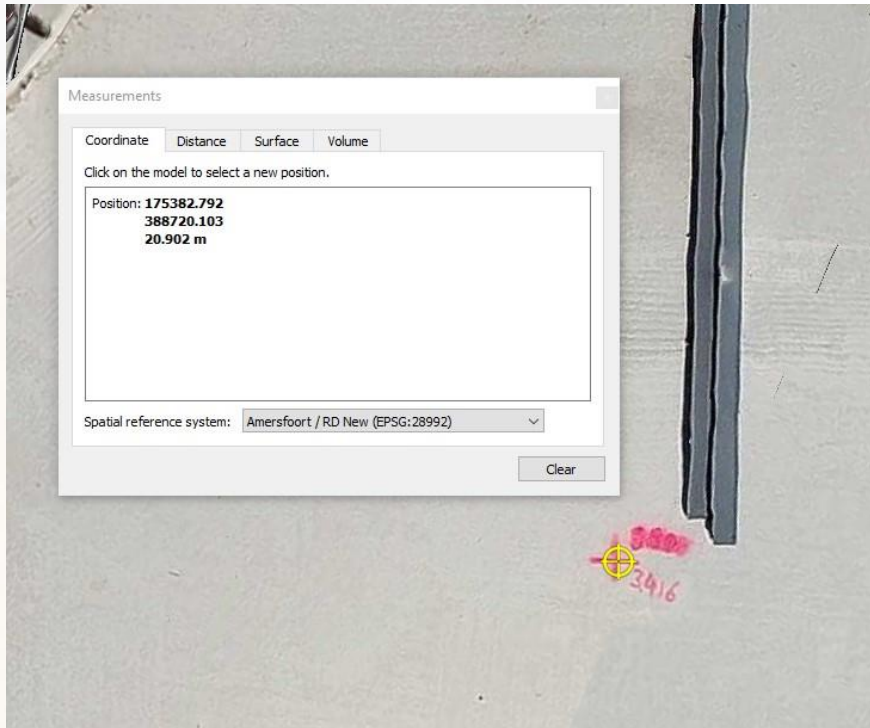 Measurements
Coordinate Distance Surface Volume
Click on the model to select a new position.
Position: 175382.792
388720.103
20.902 m
Spatial reference system: Amersfoort / RD New (EPSG:28992)
Clear
3416